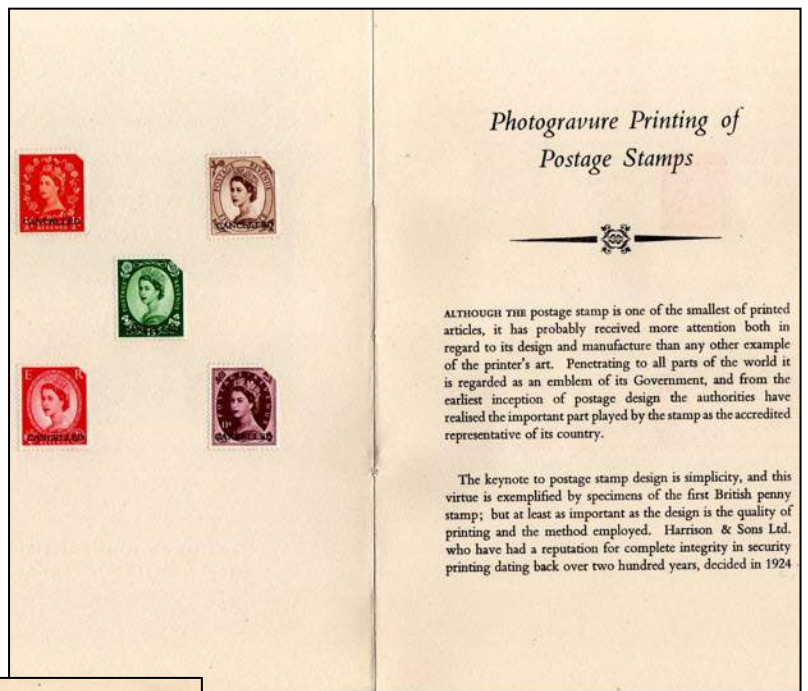 CANCELLED
POSTAGE REVENUE
CANCELLED
CANCELLED
E R
CANCELLED
11D
CANCELLED
Photogravure Printing of
Postage Stamps
ALTHOUGH THE postage stamp is one of the smallest of printed
articles, it has probably received more attention both in
regard to its design and manufacture than any other example
of the printer's art. Penetrating to all parts of the world it
is regarded as an emblem of its Government, and from the
earliest inception of postage design the authorities have
realised the important part played by the stamp as the accredited
representative of its country.
The keynote to postage stamp design is simplicity, and this
virtue is exemplified by specimens of the first British penny
stamp; but at least as important as the design is the quality of
printing and the method employed. Harrison & Sons Ltd.
who have had a reputation for complete integrity in security
printing dating back over two hundred years, decided in 1924